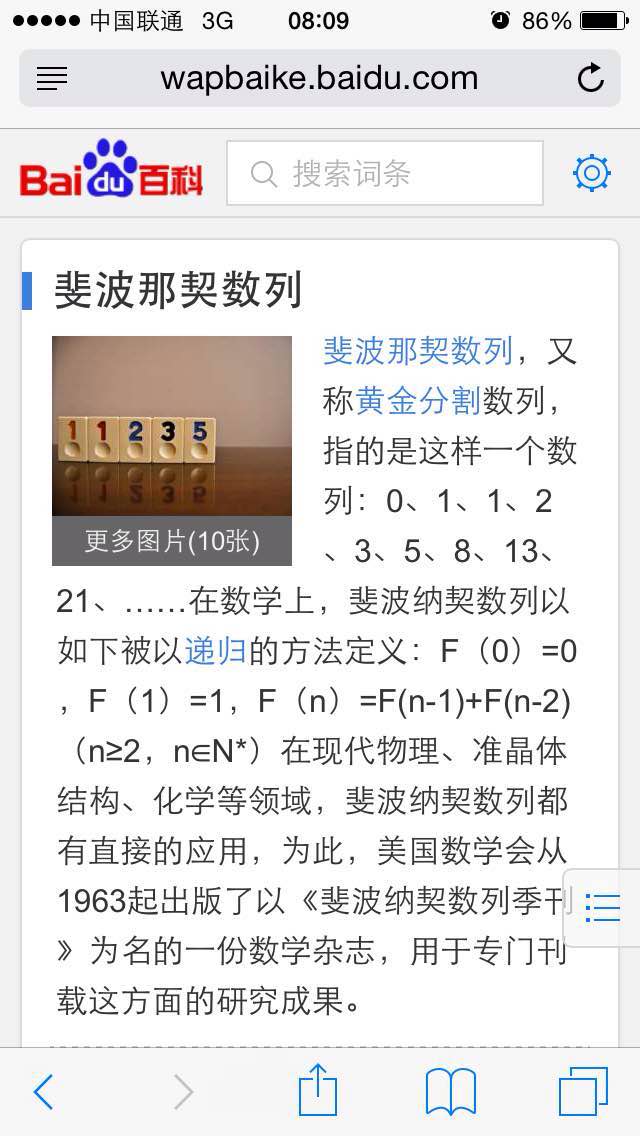 中国联通 3G 08:09 86%
wapbaike.baidu.com
Bai du 百科 搜索词条
斐波那契数列
1 1 2 3 5
更多图片(10张)
斐波那契数列，又
称黄金分割数列，
指的是这样一个数
列：0、1、1、2
、3、5、8、13、
21、……在数学上，斐波纳契数列以
如下被以递归的方法定义：F（0）=0
，F（1）=1，F（n）=F(n-1)+F(n-2)
（n≥2，n∈N*）在现代物理、准晶体
结构、化学等领域，斐波纳契数列都
有直接的应用，为此，美国数学会从
1963起出版了以《斐波纳契数列季刊
》为名的一份数学杂志，用于专门刊
载这方面的研究成果。